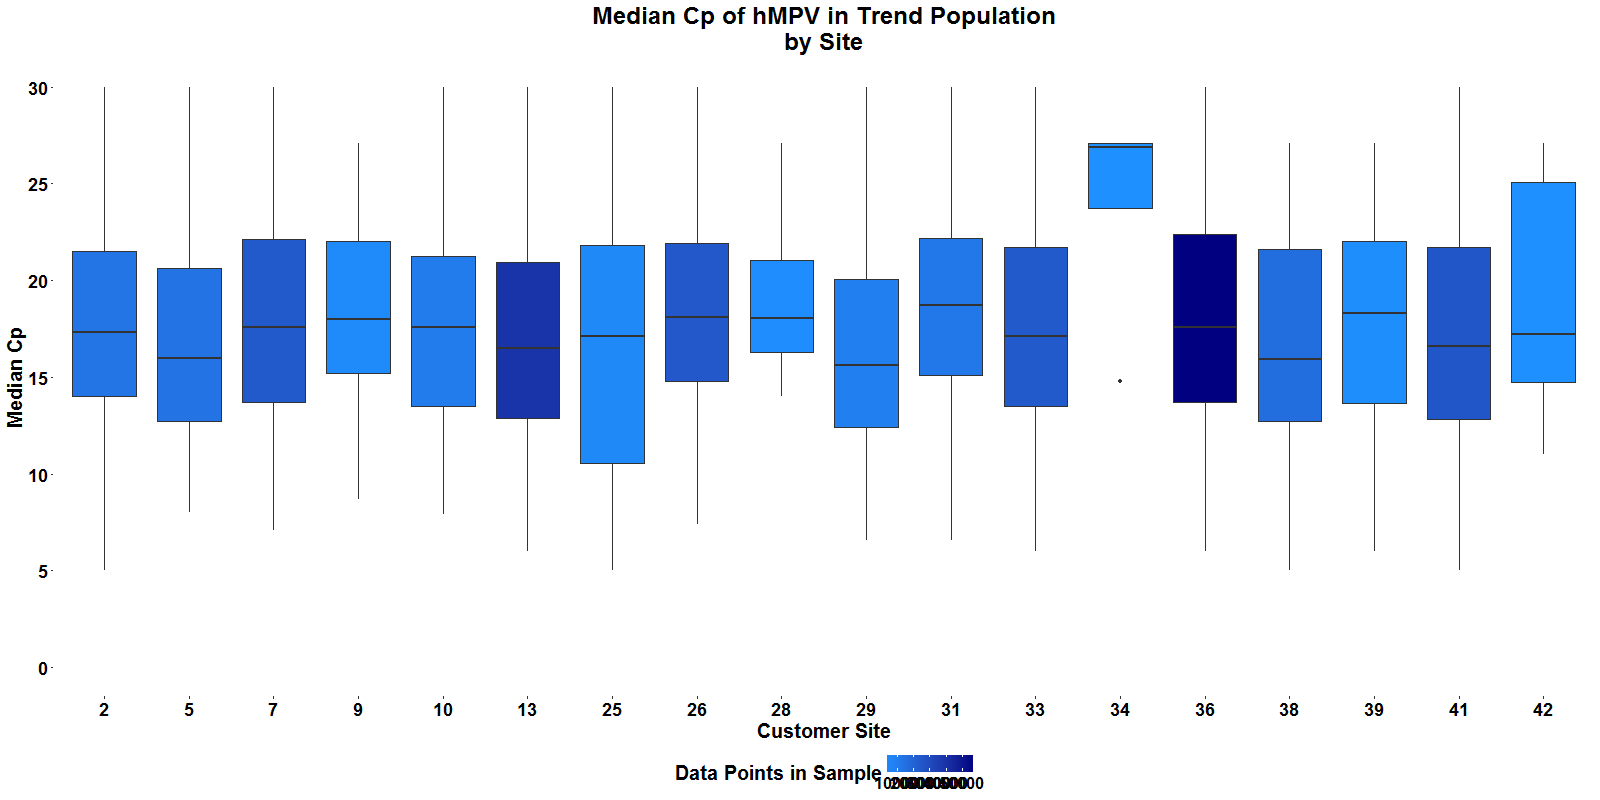 Median Cp of hMPV in Trend Population
by Site
Median Cp
30
25
20
15
10
5
0
2 5 7 9 10 13 25 26 28 29 31 33 34 36 38 39 41 42
Customer Site
Data Points in Sample